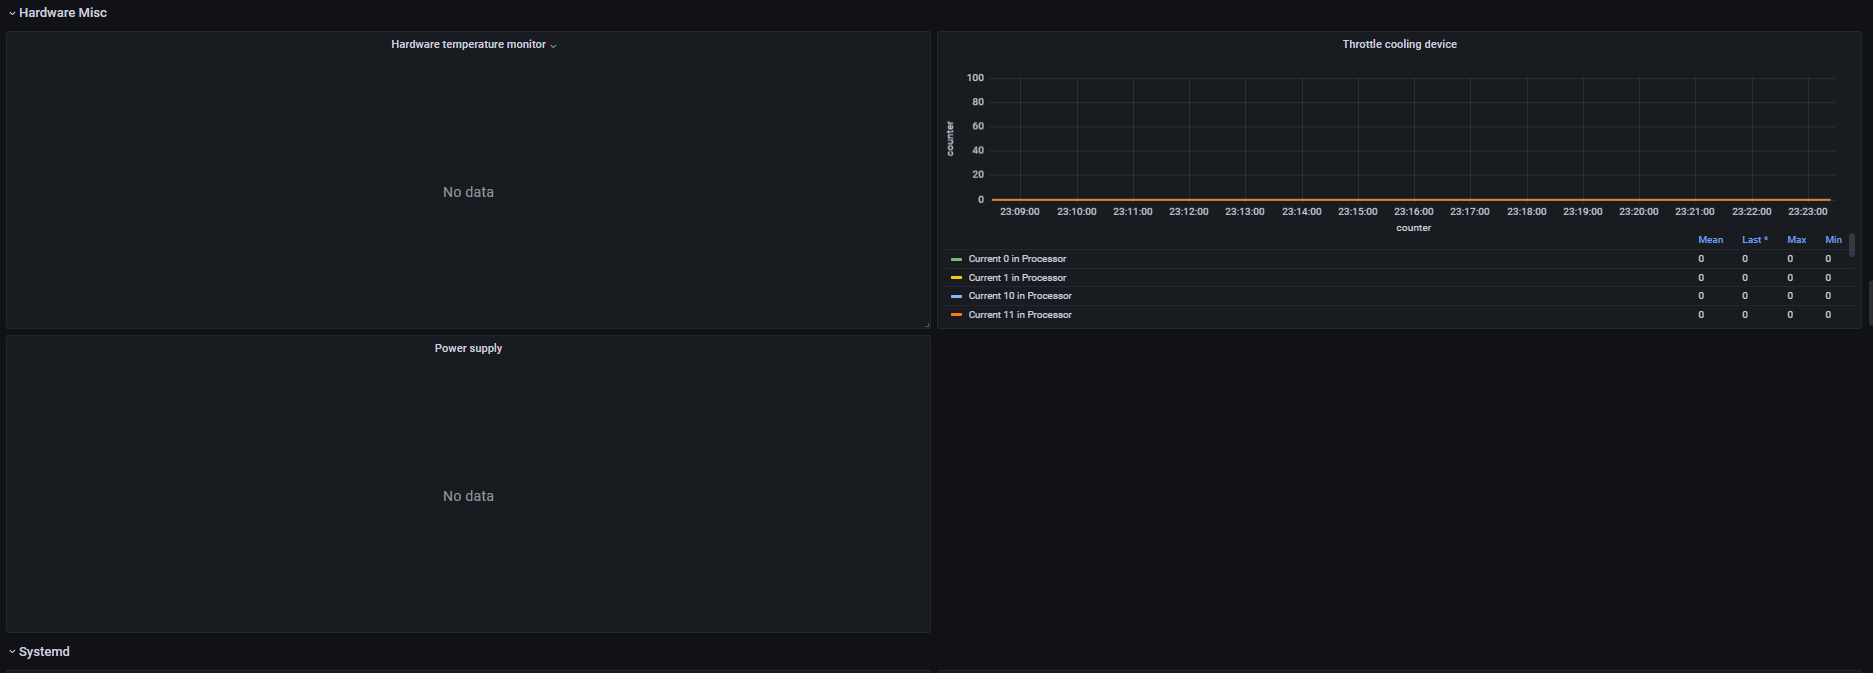 Hardware Misc
Hardware temperature monitor
No data
Throttle cooling device
100
80
60
40
20
0
counter
23:09:00 23:10:00 23:11:00 23:12:00 23:13:00 23:14:00 23:15:00 23:16:00 23:17:00 23:18:00 23:19:00 23:20:00 23:21:00 23:22:00 23:23:00
counter
Mean Last * Max Min
Current 0 in Processor 0 0 0 0
Current 1 in Processor 0 0 0 0
Current 10 in Processor 0 0 0 0
Current 11 in Processor 0 0 0 0
Power supply
No data
Systemd